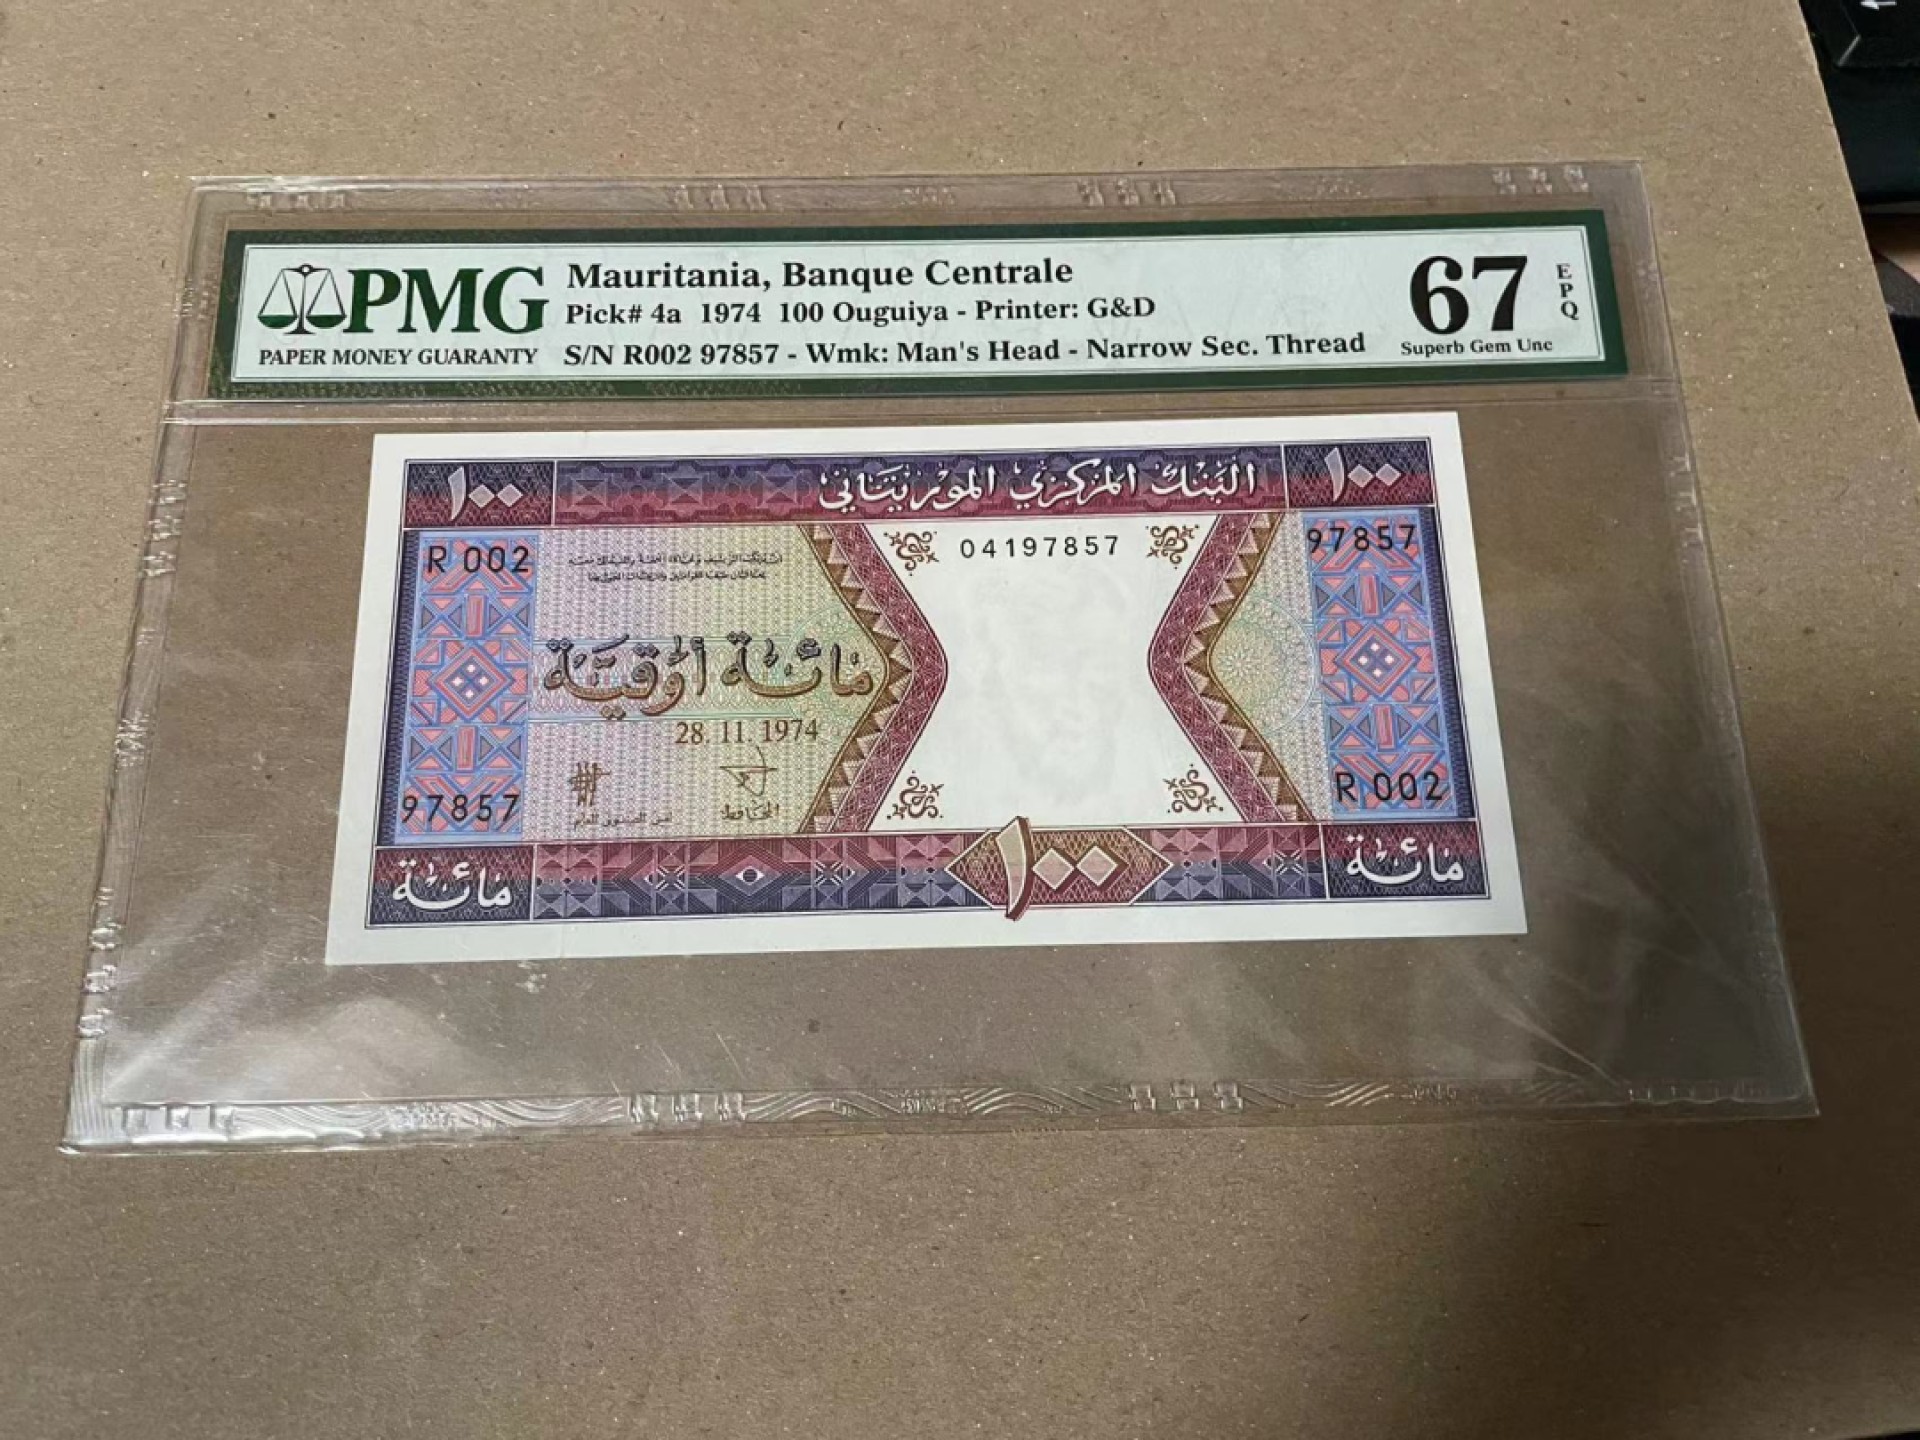 PMG
PAPER MONEY GUARANTY
Mauritania, Banque Centrale
Pick# 4a 1974 100 Ouguiya - Printer: G&D
S/N R002 97857 - Wmk: Man's Head - Narrow Sec. Thread
67
EPQ
Superb Gem Unc
١٠٠
البنك المركزي الموريتاني
١٠٠
R 002
04197857
97857
مائة أوقية
28. 11. 1974
المحافظ
97857
R 002
مائة
١٠٠
مائة